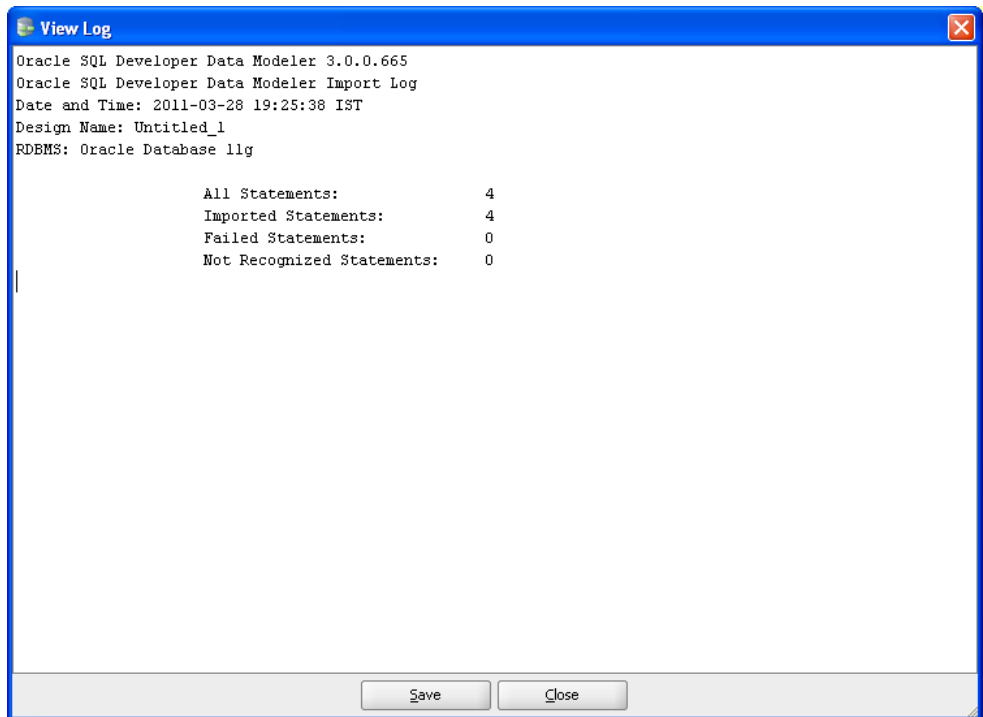 View Log
Oracle SQL Developer Data Modeler 3.0.0.665
Oracle SQL Developer Data Modeler Import Log
Date and Time: 2011-03-28 19:25:38 IST
Design Name: Untitled_1
RDBMS: Oracle Database 11g
All Statements: 4
Imported Statements: 4
Failed Statements: 0
Not Recognized Statements: 0
Save Close